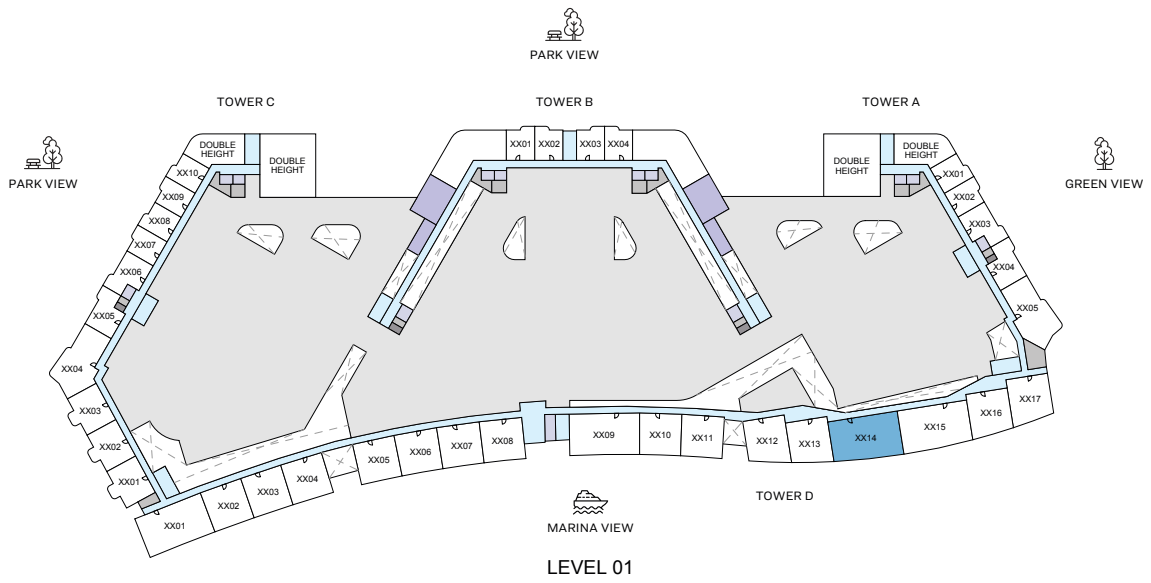 PARK VIEW
TOWER C
TOWER B
TOWER A
PARK VIEW
GREEN VIEW
DOUBLE
HEIGHT
DOUBLE
HEIGHT
XX10
XX09
XX08
XX07
XX06
XX05
XX04
XX03
XX02
XX01
XX01
XX02
XX03
XX04
DOUBLE
HEIGHT
DOUBLE
HEIGHT
XX01
XX02
XX03
XX04
XX05
XX01
XX02
XX03
XX04
XX05
XX06
XX07
XX08
XX09
XX10
XX11
XX12
XX13
XX14
XX15
XX16
XX17
TOWER D
MARINA VIEW
LEVEL 01